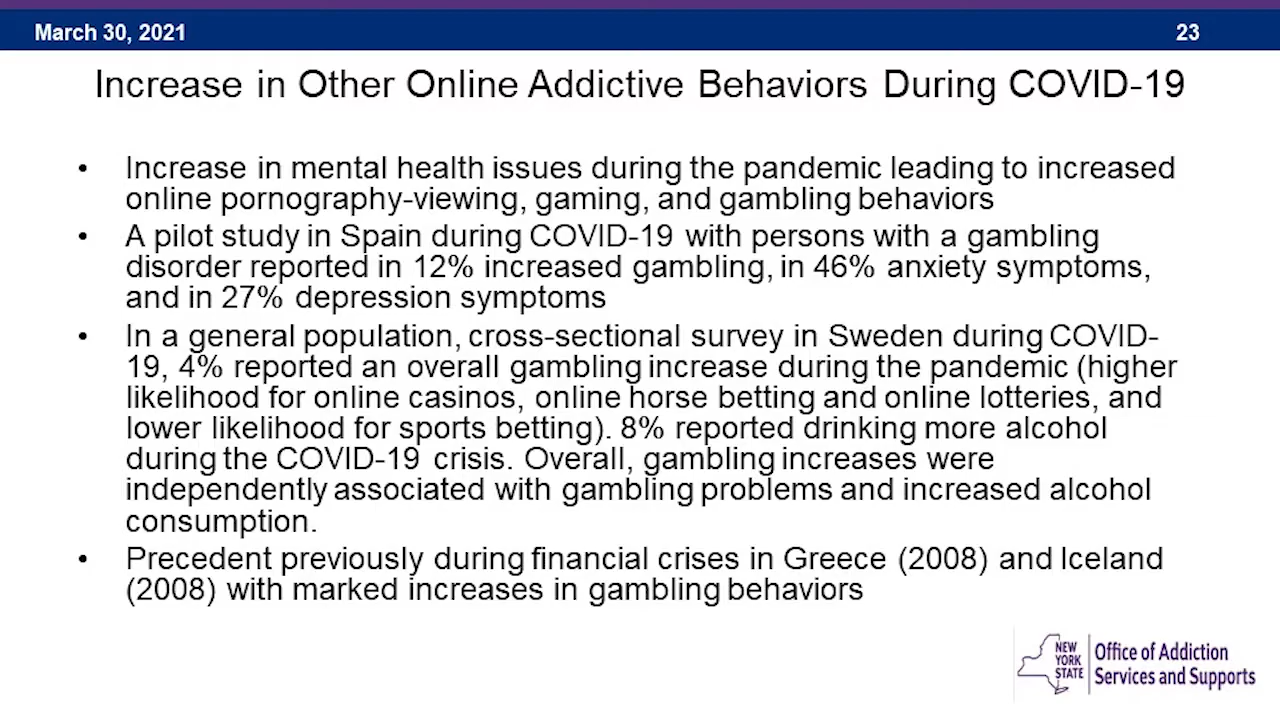 March 30, 2021 23
Increase in Other Online Addictive Behaviors During COVID-19
• Increase in mental health issues during the pandemic leading to increased
online pornography-viewing, gaming, and gambling behaviors
• A pilot study in Spain during COVID-19 with persons with a gambling
disorder reported in 12% increased gambling, in 46% anxiety symptoms,
and in 27% depression symptoms
• In a general population, cross-sectional survey in Sweden during COVID-
19, 4% reported an overall gambling increase during the pandemic (higher
likelihood for online casinos, online horse betting and online lotteries, and
lower likelihood for sports betting). 8% reported drinking more alcohol
during the COVID-19 crisis. Overall, gambling increases were
independently associated with gambling problems and increased alcohol
consumption.
• Precedent previously during financial crises in Greece (2008) and Iceland
(2008) with marked increases in gambling behaviors
NEW
YORK
STATE
Office of Addiction
Services and Supports